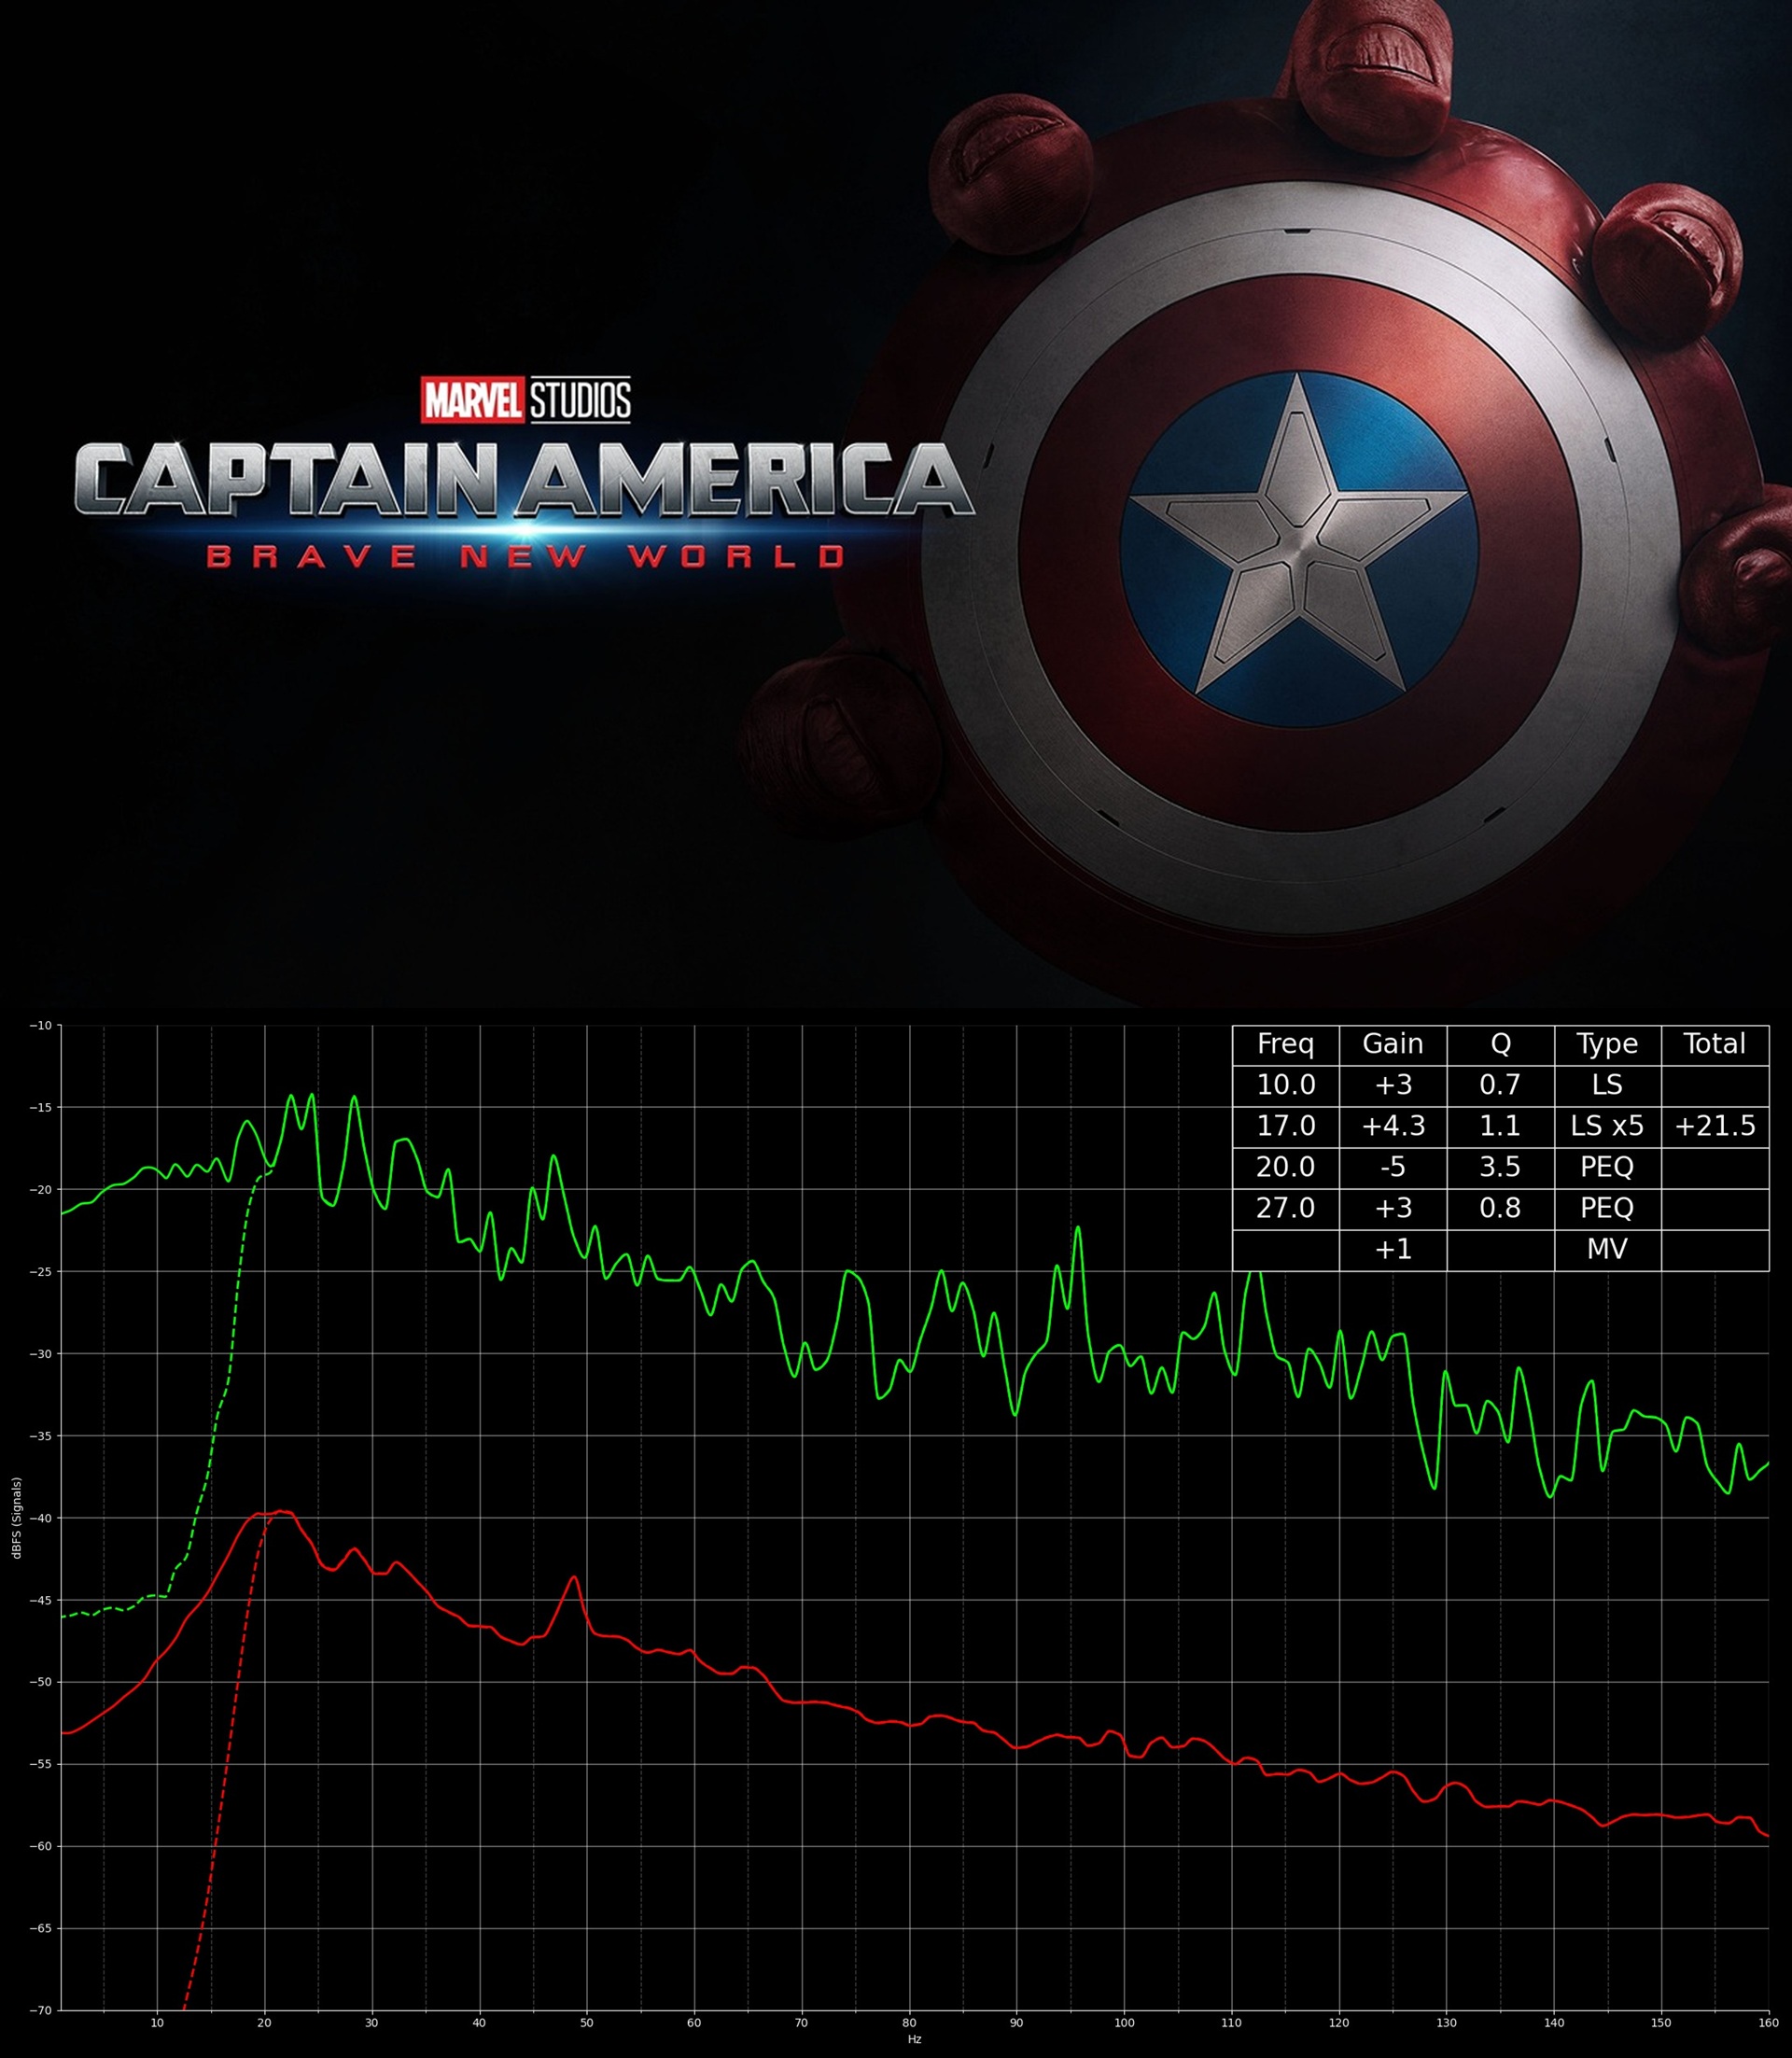 MARVEL STUDIOS
CAPTAIN AMERICA
BRAVE NEW WORLD
Freq Gain Q Type Total
10.0 +3 0.7 LS
17.0 +4.3 1.1 LS x5 +21.5
20.0 -5 3.5 PEQ
27.0 +3 0.8 PEQ
+1 MV
−10
−15
−20
−25
−30
−35
−40
−45
−50
−55
−60
−65
−70
dBFS (Signals)
10 20 30 40 50 60 70 80 90 100 110 120 130 140 150 160
Hz